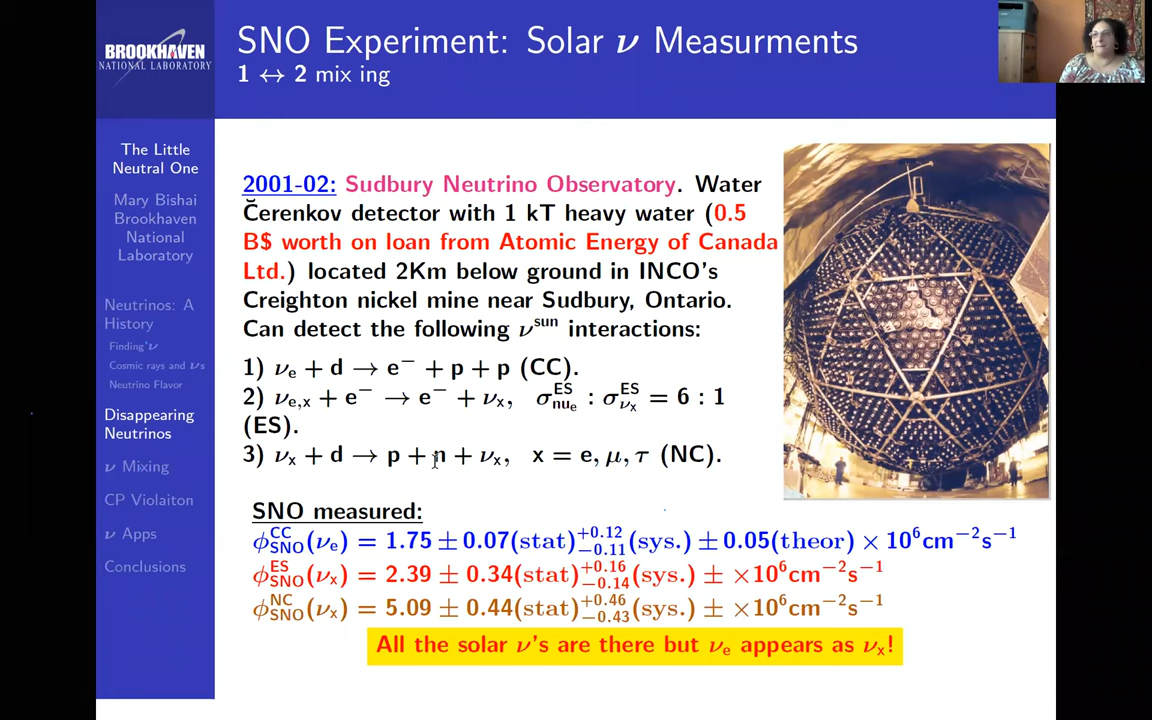 BROOKHAVEN
NATIONAL LABORATORY
SNO Experiment: Solar ν Measurments
1 ↔ 2 mix ing
The Little
Neutral One
Mary Bishai
Brookhaven
National
Laboratory
Neutrinos: A
History
Finding ν
Cosmic rays and νs
Neutrino Flavor
Disappearing
Neutrinos
ν Mixing
CP Violaiton
ν Apps
Conclusions
2001-02: Sudbury Neutrino Observatory. Water
Čerenkov detector with 1 kT heavy water (0.5
B$ worth on loan from Atomic Energy of Canada
Ltd.) located 2Km below ground in INCO's
Creighton nickel mine near Sudbury, Ontario.
Can detect the following ν^sun interactions:
1) ν_e + d → e⁻ + p + p (CC).
2) ν_e,x + e⁻ → e⁻ + ν_x, σ^ES_nu_e : σ^ES_ν_x = 6 : 1
(ES).
3) ν_x + d → p + n + ν_x, x = e, μ, τ (NC).
SNO measured:
ϕ^CC_SNO(ν_e) = 1.75 ± 0.07(stat)^+0.12_−0.11(sys.) ± 0.05(theor) × 10⁶cm⁻²s⁻¹
ϕ^ES_SNO(ν_x) = 2.39 ± 0.34(stat)^+0.16_−0.14(sys.) ± ×10⁶cm⁻²s⁻¹
ϕ^NC_SNO(ν_x) = 5.09 ± 0.44(stat)^+0.46_−0.43(sys.) ± ×10⁶cm⁻²s⁻¹
All the solar ν's are there but ν_e appears as ν_x!